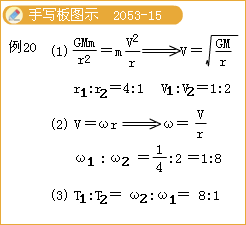 手写板图示 2053-15
例20 (1) GMm/r2 = m V²/r ⟹ V = √(GM/r)
r₁:r₂=4:1 V₁:V₂=1:2
(2) V=ωr ⟹ ω= V/r
ω₁:ω₂=1/4:2=1:8
(3) T₁:T₂= ω₂:ω₁= 8:1